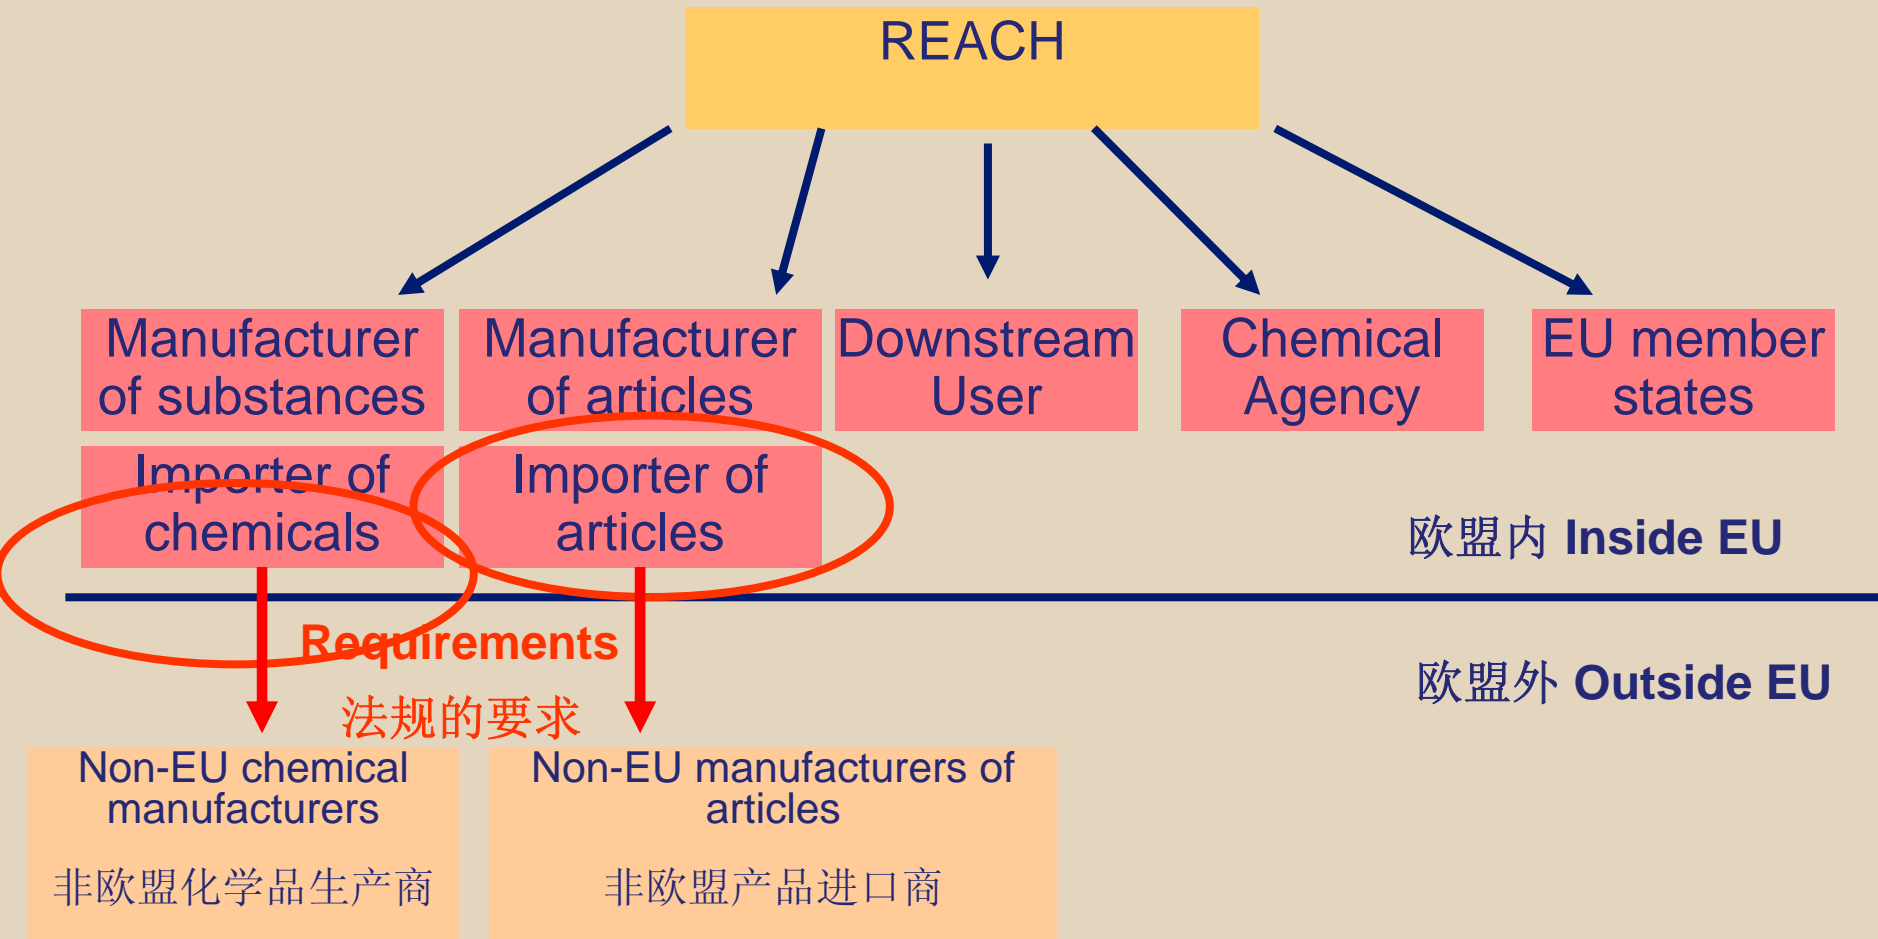 REACH
Manufacturer
of substances
Manufacturer
of articles
Downstream
User
Chemical
Agency
EU member
states
Importer of
chemicals
Importer of
articles
欧盟内 Inside EU
Requirements
法规的要求
欧盟外 Outside EU
Non-EU chemical
manufacturers
非欧盟化学品生产商
Non-EU manufacturers of
articles
非欧盟产品进口商